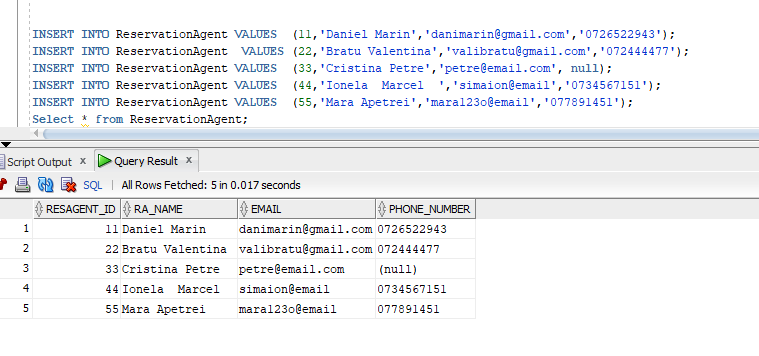 INSERT INTO ReservationAgent VALUES  (11,'Daniel Marin','danimarin@gmail.com','0726522943');
INSERT INTO ReservationAgent  VALUES (22,'Bratu Valentina','valibratu@gmail.com','072444477');
INSERT INTO ReservationAgent VALUES  (33,'Cristina Petre','petre@email.com', null);
INSERT INTO ReservationAgent VALUES  (44,'Ionela  Marcel  ','simaion@email','0734567151');
INSERT INTO ReservationAgent VALUES  (55,'Mara Apetrei','mara123o@email','077891451');
Select * from ReservationAgent;
Script Output x Query Result x
SQL | All Rows Fetched: 5 in 0.017 seconds
RESAGENT_ID RA_NAME EMAIL PHONE_NUMBER
1 11 Daniel Marin danimarin@gmail.com 0726522943
2 22 Bratu Valentina valibratu@gmail.com 072444477
3 33 Cristina Petre petre@email.com (null)
4 44 Ionela  Marcel simaion@email 0734567151
5 55 Mara Apetrei mara123o@email 077891451